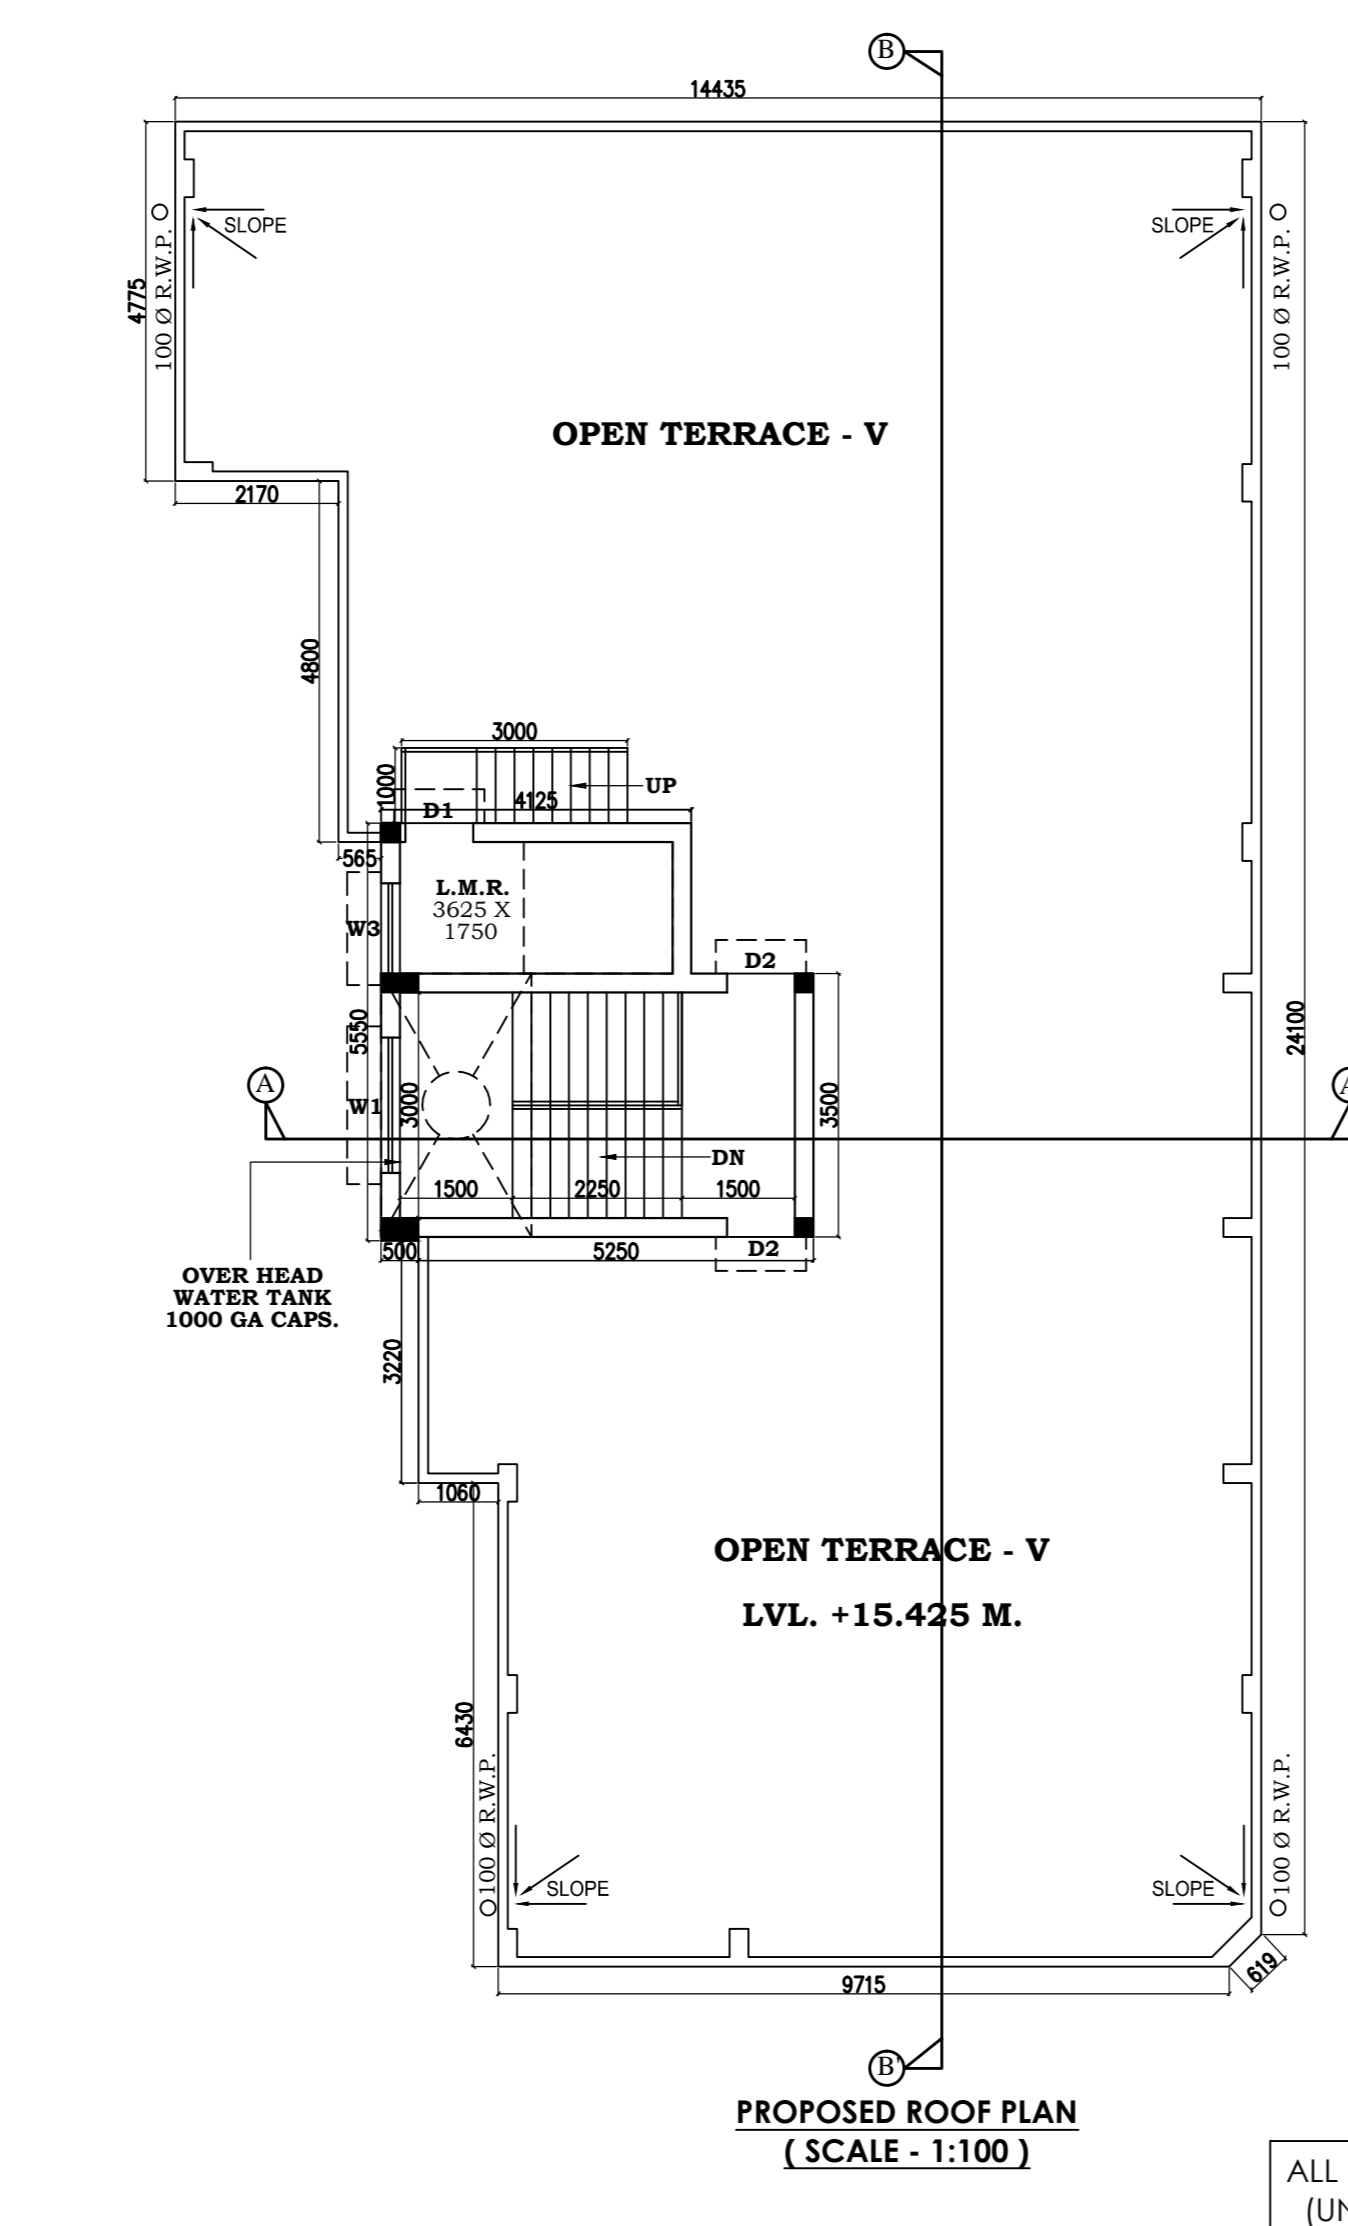 B
14435
SLOPE
SLOPE
100 Ø R.W.P.
100 Ø R.W.P.
4775
OPEN TERRACE - V
2170
4800
3000
1000
UP
4125
D1
565
L.M.R.
3625 X
1750
W3
D2
5550
24100
A
W1
3000
3500
DN
1500
2250
1500
500
5250
D2
OVER HEAD
WATER TANK
1000 GA CAPS.
3220
1060
OPEN TERRACE - V
LVL. +15.425 M.
6430
100 Ø R.W.P.
100 Ø R.W.P.
SLOPE
SLOPE
619
9715
B'
PROPOSED ROOF PLAN
( SCALE - 1:100 )
ALL